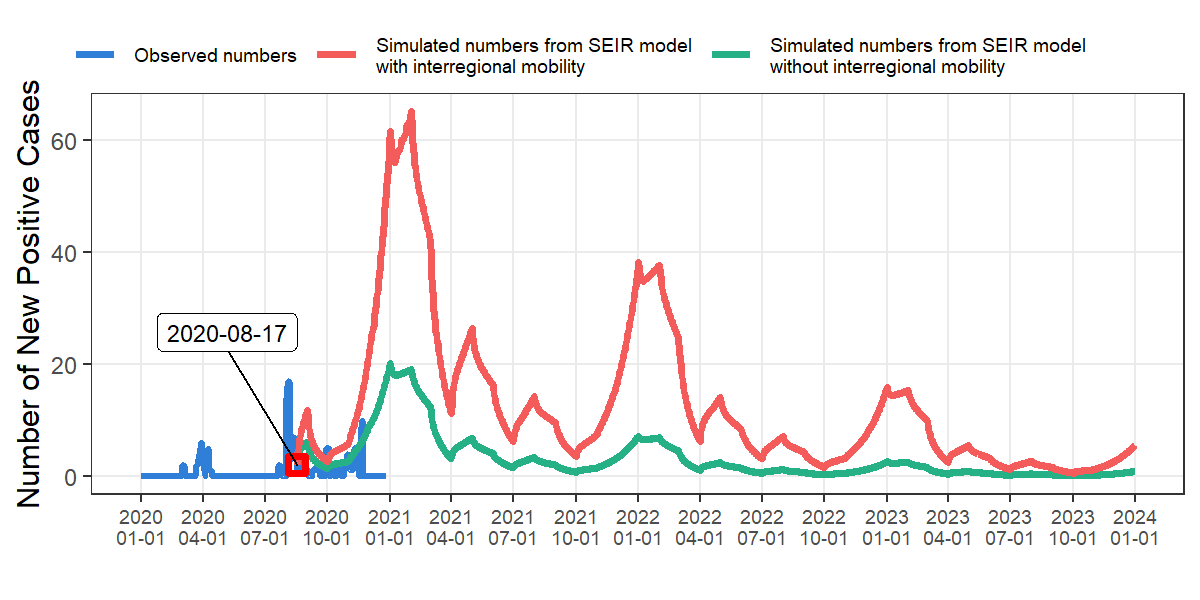 Observed numbers
Simulated numbers from SEIR model
with interregional mobility
Simulated numbers from SEIR model
without interregional mobility
Number of New Positive Cases
60
40
20
0
2020-08-17
2020 2020 2020 2020 2021 2021 2021 2021 2022 2022 2022 2022 2023 2023 2023 2023 2024
01-01 04-01 07-01 10-01 01-01 04-01 07-01 10-01 01-01 04-01 07-01 10-01 01-01 04-01 07-01 10-01 01-01